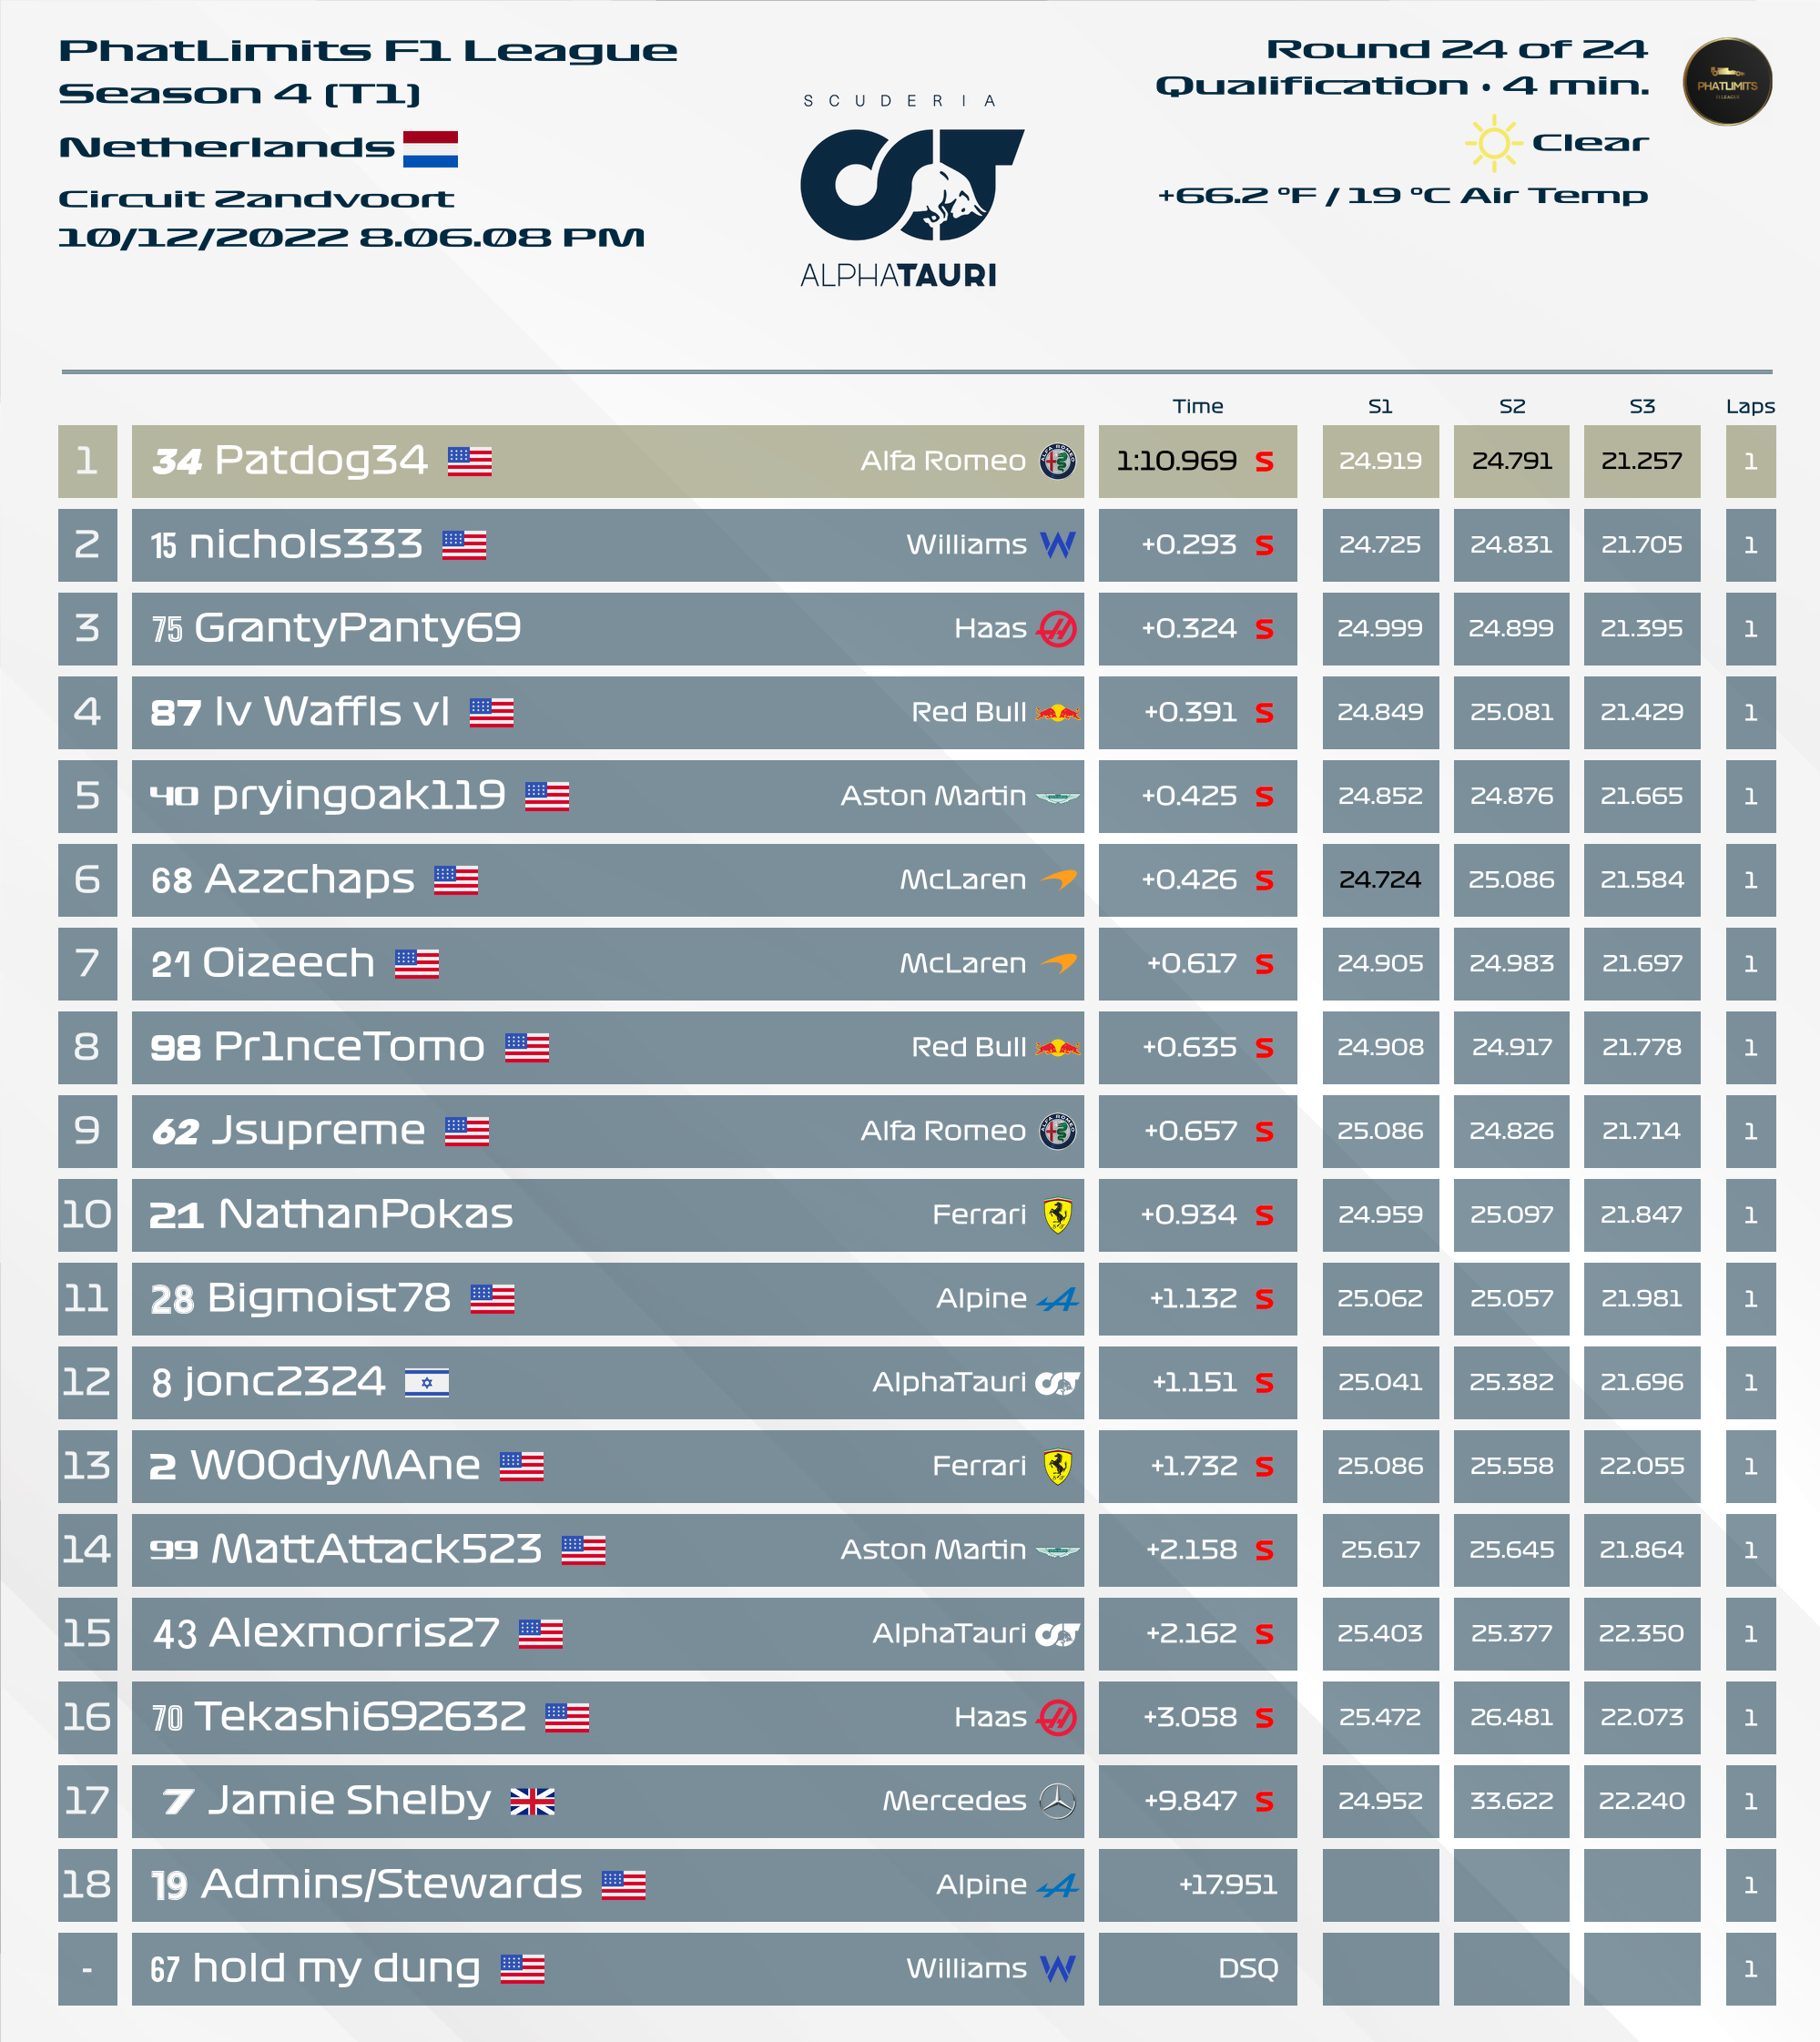 PhatLimits F1 League
Season 4 (T1)
Netherlands
Circuit Zandvoort
10/12/2022 8.06.08 PM
SCUDERIA
ALPHATAURI
Round 24 of 24
Qualification · 4 min.
Clear
+66.2 °F / 19 °C Air Temp
PHATLIMITS
Time S1 S2 S3 Laps
1 34 Patdog34 Alfa Romeo 1:10.969 S 24.919 24.791 21.257 1
2 15 nichols333 Williams +0.293 S 24.725 24.831 21.705 1
3 75 GrantyPanty69 Haas +0.324 S 24.999 24.899 21.395 1
4 87 lv Waffls vl Red Bull +0.391 S 24.849 25.081 21.429 1
5 40 pryingoak119 Aston Martin +0.425 S 24.852 24.876 21.665 1
6 68 Azzchaps McLaren +0.426 S 24.724 25.086 21.584 1
7 21 Oizeech McLaren +0.617 S 24.905 24.983 21.697 1
8 98 Pr1nceTomo Red Bull +0.635 S 24.908 24.917 21.778 1
9 62 Jsupreme Alfa Romeo +0.657 S 25.086 24.826 21.714 1
10 21 NathanPokas Ferrari +0.934 S 24.959 25.097 21.847 1
11 28 Bigmoist78 Alpine +1.132 S 25.062 25.057 21.981 1
12 8 jonc2324 AlphaTauri +1.151 S 25.041 25.382 21.696 1
13 2 WOOdyMAne Ferrari +1.732 S 25.086 25.558 22.055 1
14 99 MattAttack523 Aston Martin +2.158 S 25.617 25.645 21.864 1
15 43 Alexmorris27 AlphaTauri +2.162 S 25.403 25.377 22.350 1
16 70 Tekashi692632 Haas +3.058 S 25.472 26.481 22.073 1
17 7 Jamie Shelby Mercedes +9.847 S 24.952 33.622 22.240 1
18 19 Admins/Stewards Alpine +17.951 1
- 67 hold my dung Williams DSQ 1